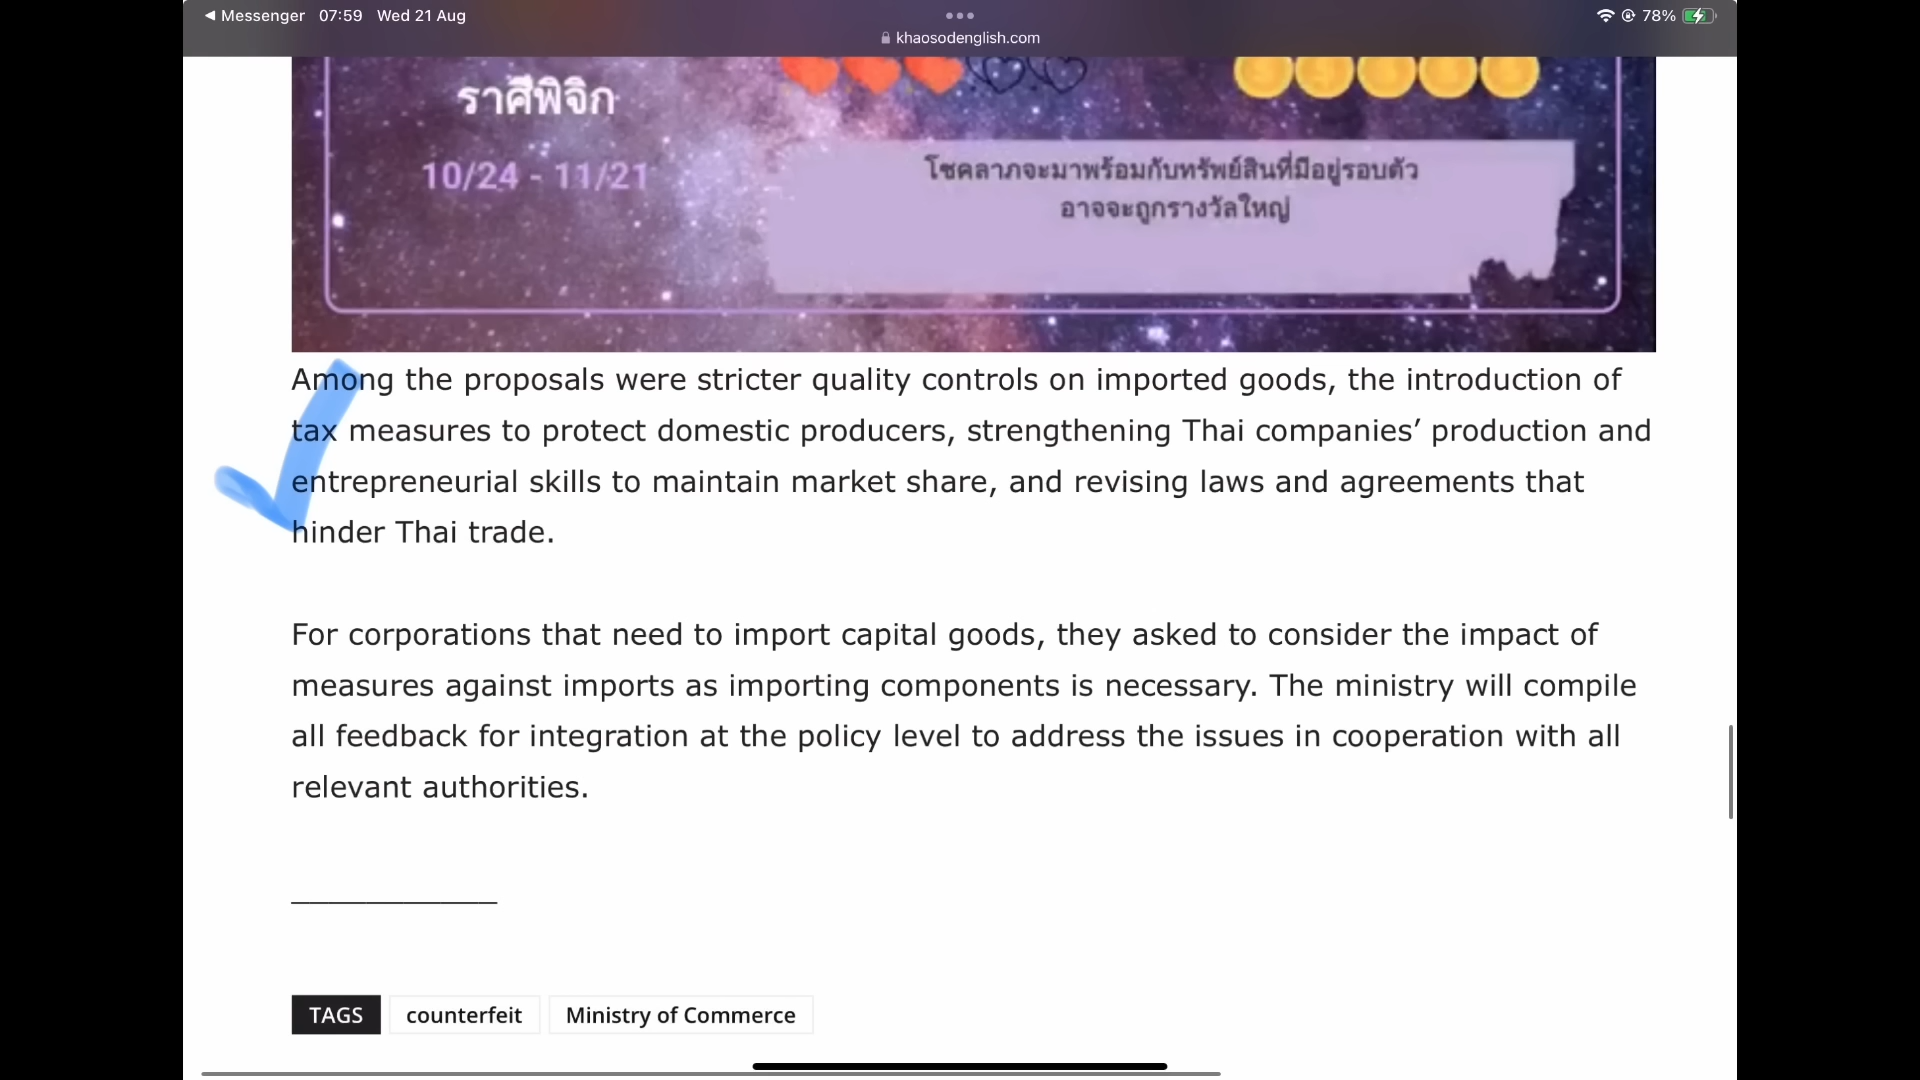 Messenger 07:59 Wed 21 Aug
78%
khaosodenglish.com
ราศีพิจิก
10/24 - 11/21
โชคลาภจะมาพร้อมกับทรัพย์สินที่มีอยู่รอบตัว
อาจจะถูกรางวัลใหญ่
Among the proposals were stricter quality controls on imported goods, the introduction of
tax measures to protect domestic producers, strengthening Thai companies’ production and
entrepreneurial skills to maintain market share, and revising laws and agreements that
hinder Thai trade.
For corporations that need to import capital goods, they asked to consider the impact of
measures against imports as importing components is necessary. The ministry will compile
all feedback for integration at the policy level to address the issues in cooperation with all
relevant authorities.
TAGS counterfeit Ministry of Commerce